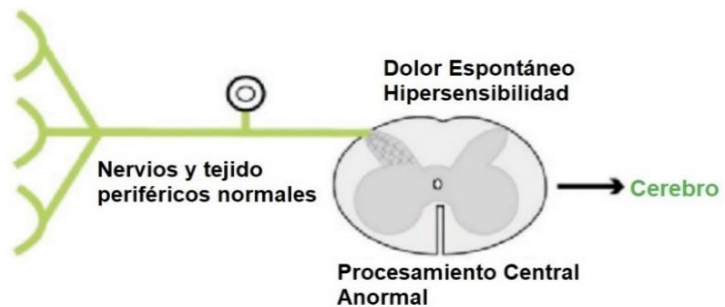 Dolor Espontáneo
Hipersensibilidad
Nervios y tejido
periféricos normales
Cerebro
Procesamiento Central
Anormal